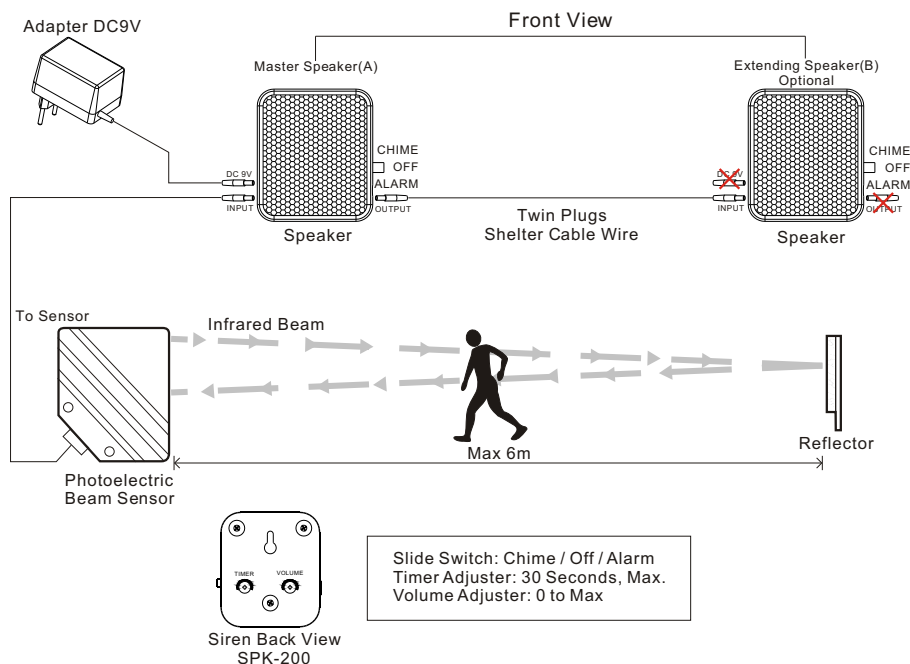 Front View
Adapter DC9V
Master Speaker(A)
Extending Speaker(B)
Optional
CHIME
OFF
ALARM
DC 9V
INPUT
OUTPUT
Speaker
Twin Plugs
Shelter Cable Wire
CHIME
OFF
ALARM
DC 9V
INPUT
OUTPUT
Speaker
To Sensor
Infrared Beam
Max 6m
Reflector
Photoelectric
Beam Sensor
TIMER
VOLUME
Siren Back View
SPK-200
Slide Switch: Chime / Off / Alarm
Timer Adjuster: 30 Seconds, Max.
Volume Adjuster: 0 to Max